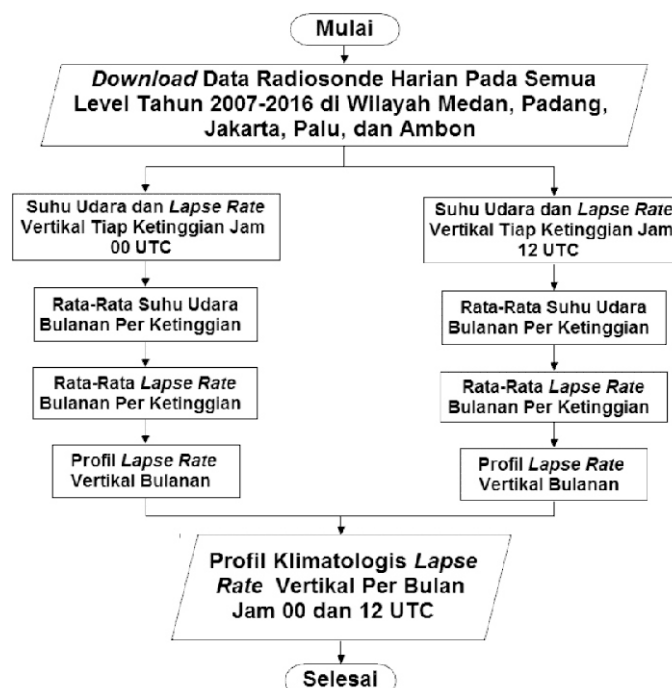 Mulai
Download Data Radiosonde Harian Pada Semua
Level Tahun 2007-2016 di Wilayah Medan, Padang,
Jakarta, Palu, dan Ambon
Suhu Udara dan Lapse Rate
Vertikal Tiap Ketinggian Jam
00 UTC
Rata-Rata Suhu Udara
Bulanan Per Ketinggian
Rata-Rata Lapse Rate
Bulanan Per Ketinggian
Profil Lapse Rate
Vertikal Bulanan
Suhu Udara dan Lapse Rate
Vertikal Tiap Ketinggian Jam
12 UTC
Rata-Rata Suhu Udara
Bulanan Per Ketinggian
Rata-Rata Lapse Rate
Bulanan Per Ketinggian
Profil Lapse Rate
Vertikal Bulanan
Profil Klimatologis Lapse
Rate Vertikal Per Bulan
Jam 00 dan 12 UTC
Selesai